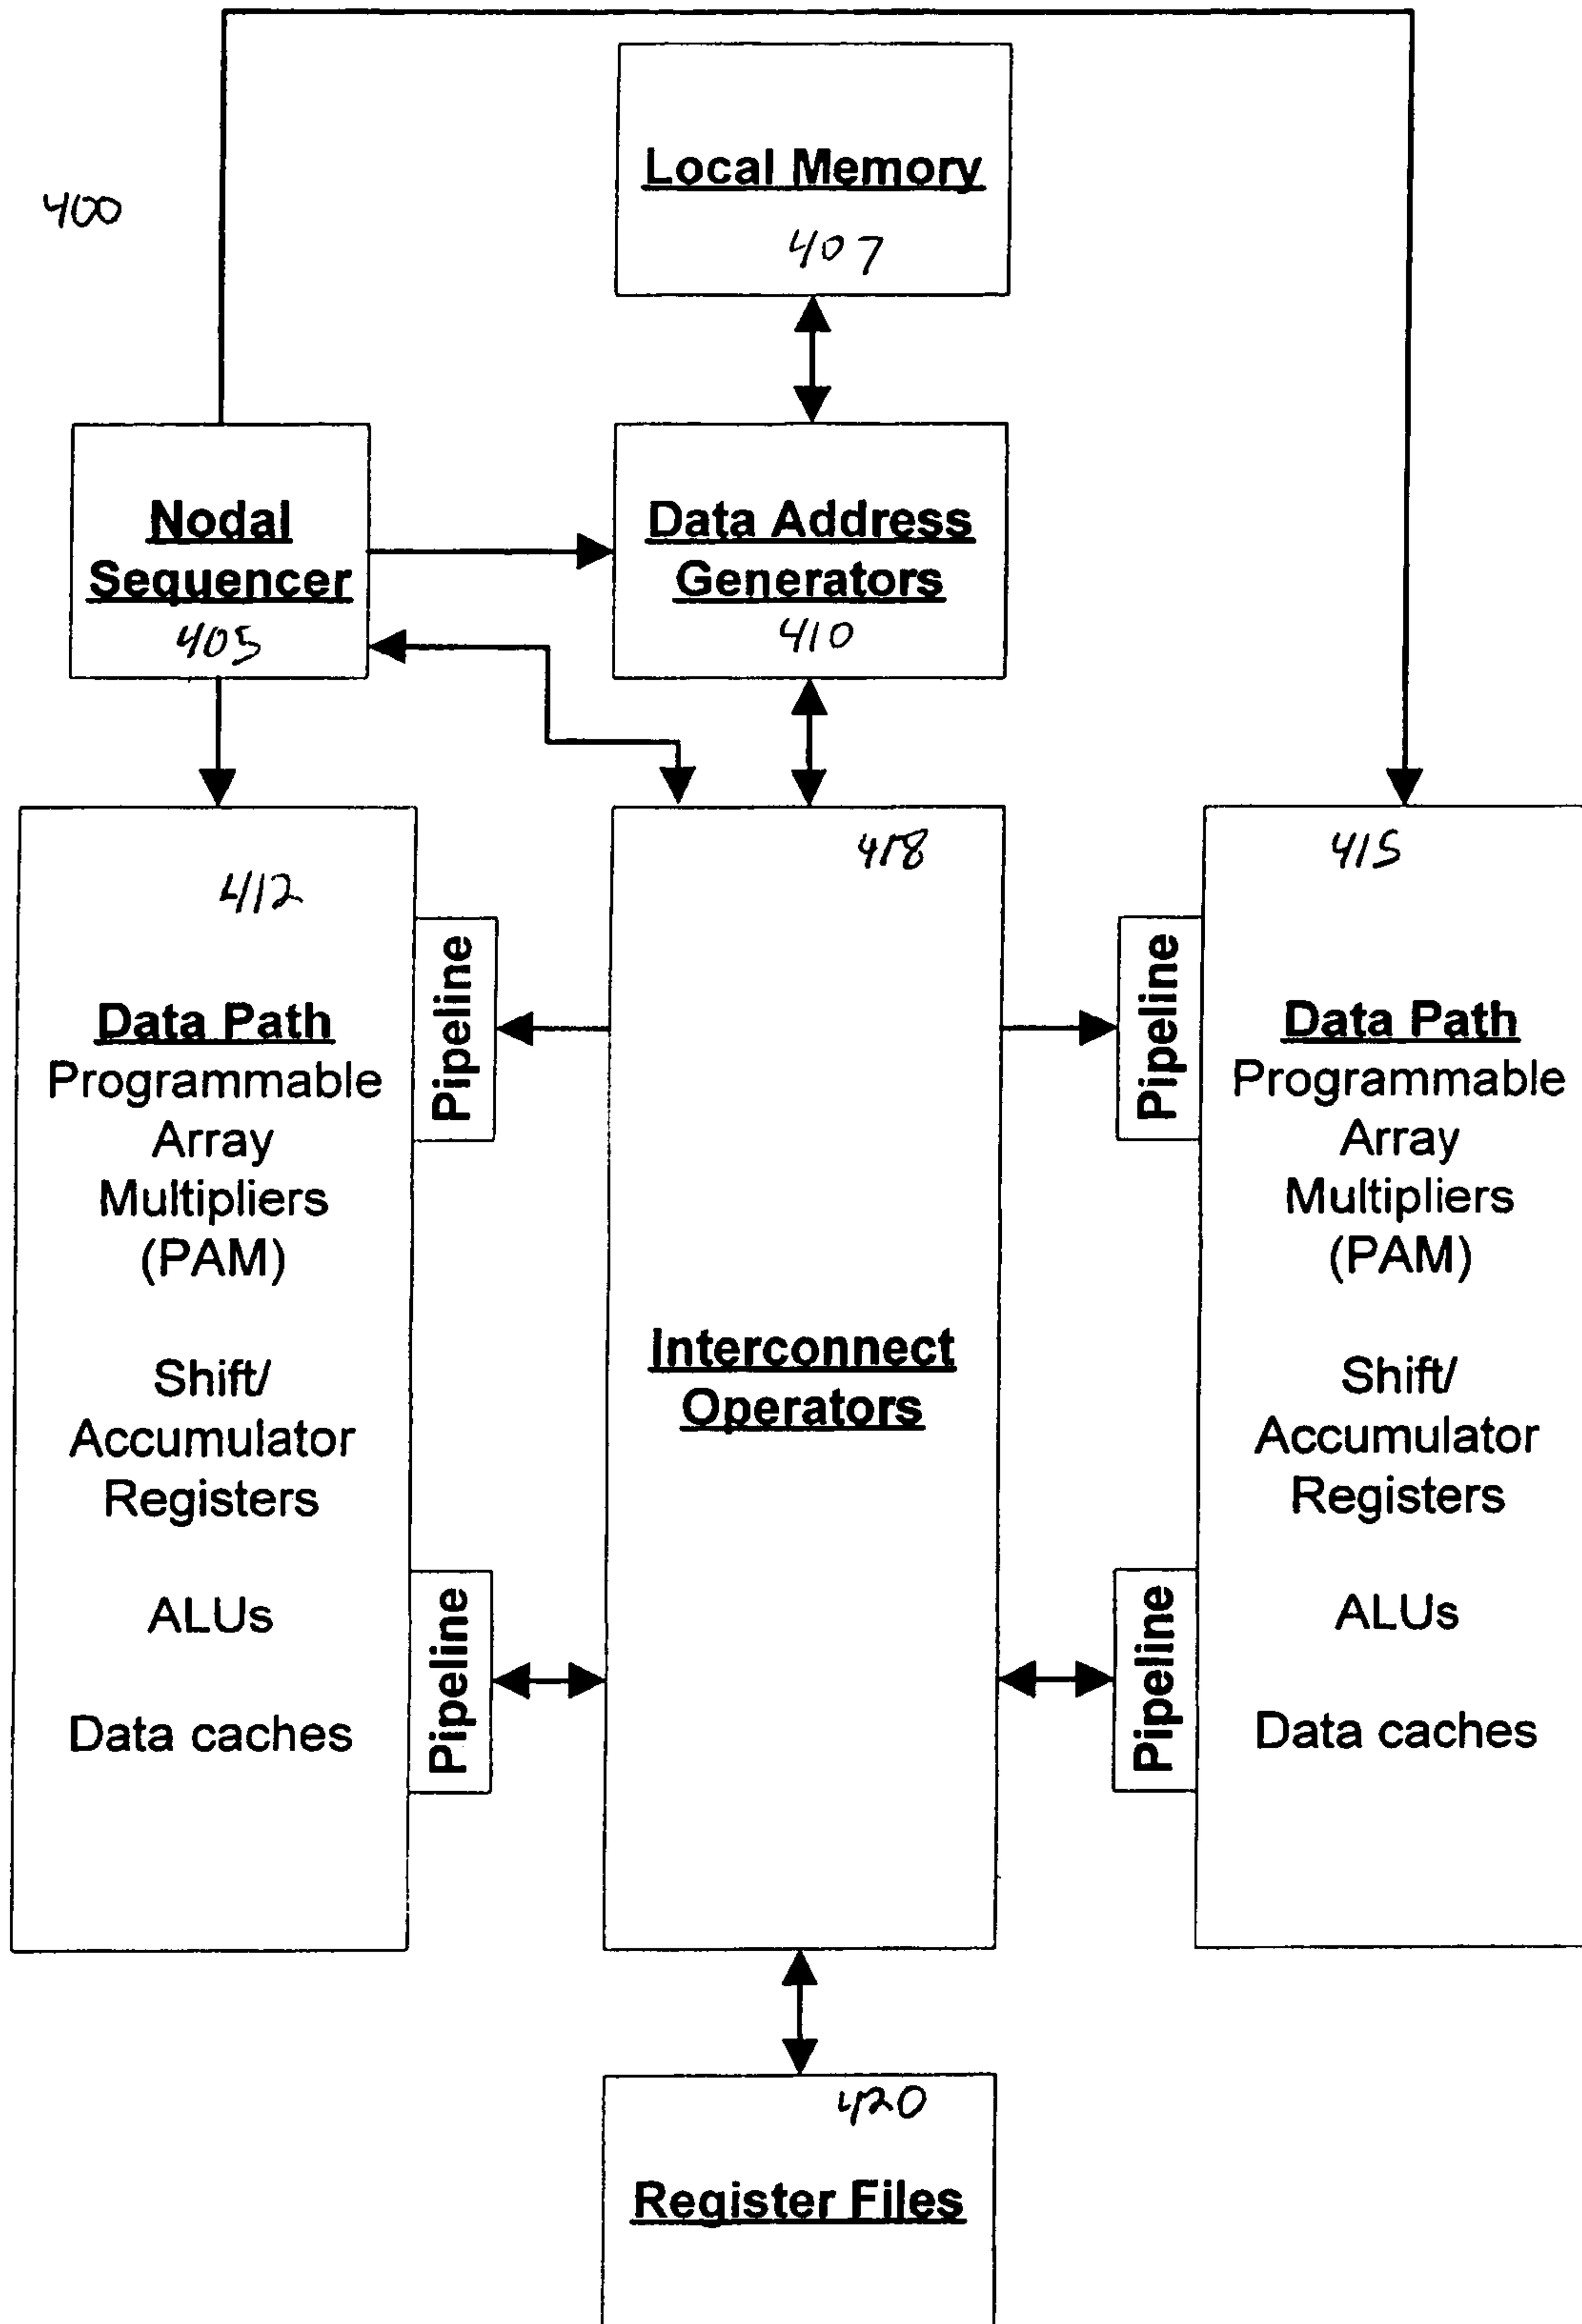 400
Local Memory
407
Nodal
Sequencer
405
Data Address
Generators
410
412
Data Path
Programmable
Array
Multipliers
(PAM)
Shift/
Accumulator
Registers
ALUs
Data caches
Pipeline
Pipeline
418
Interconnect
Operators
Pipeline
Pipeline
415
Data Path
Programmable
Array
Multipliers
(PAM)
Shift/
Accumulator
Registers
ALUs
Data caches
420
Register Files